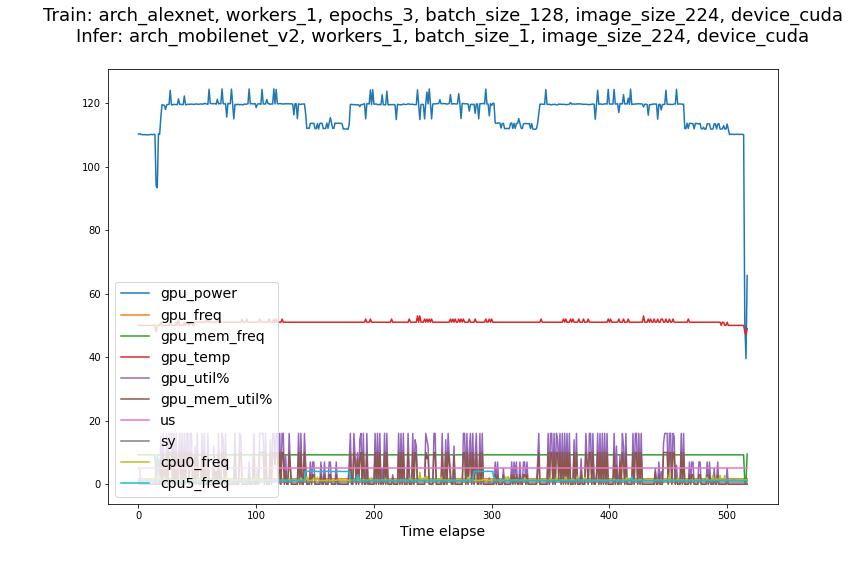 Train: arch_alexnet, workers_1, epochs_3, batch_size_128, image_size_224, device_cuda
Infer: arch_mobilenet_v2, workers_1, batch_size_1, image_size_224, device_cuda
120
100
80
60
40
20
0
gpu_power
gpu_freq
gpu_mem_freq
gpu_temp
gpu_util%
gpu_mem_util%
us
sy
cpu0_freq
cpu5_freq
0 100 200 300 400 500
Time elapse